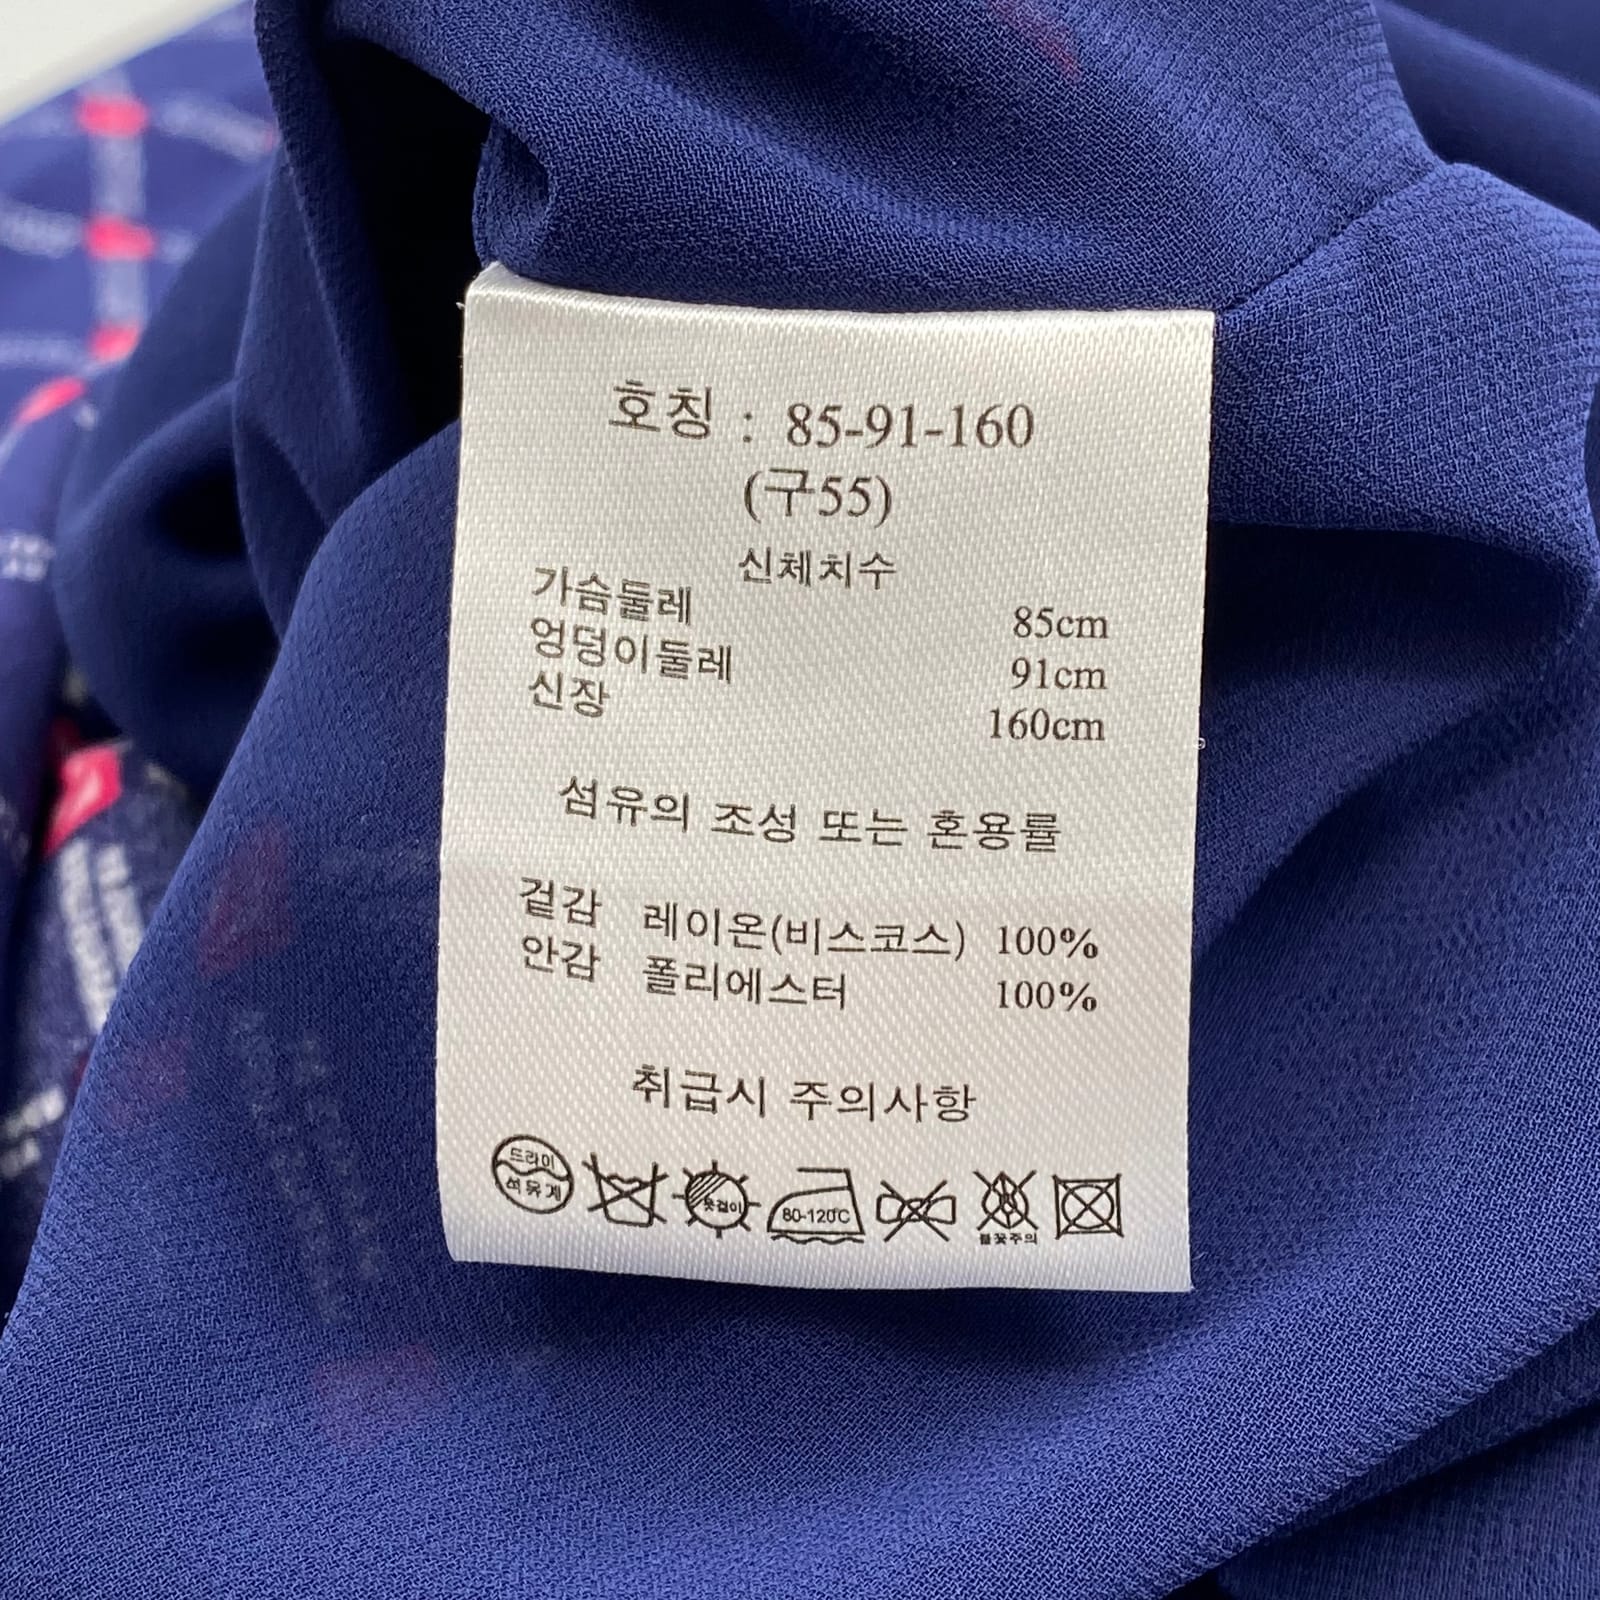 호칭 : 85-91-160
(구55)
신체치수
가슴둘레 85cm
엉덩이둘레 91cm
신장 160cm
섬유의 조성 또는 혼용률
겉감 레이온(비스코스) 100%
안감 폴리에스터 100%
취급시 주의사항
드라이
석유계
옷걸이
80-120℃
불꽃주의